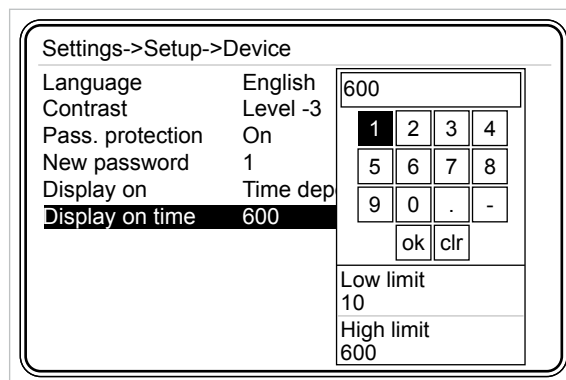 Settings->Setup->Device
Language English
Contrast Level -3
Pass. protection On
New password 1
Display on Time dep
Display on time 600
600
1 2 3 4
5 6 7 8
9 0 . -
ok clr
Low limit
10
High limit
600